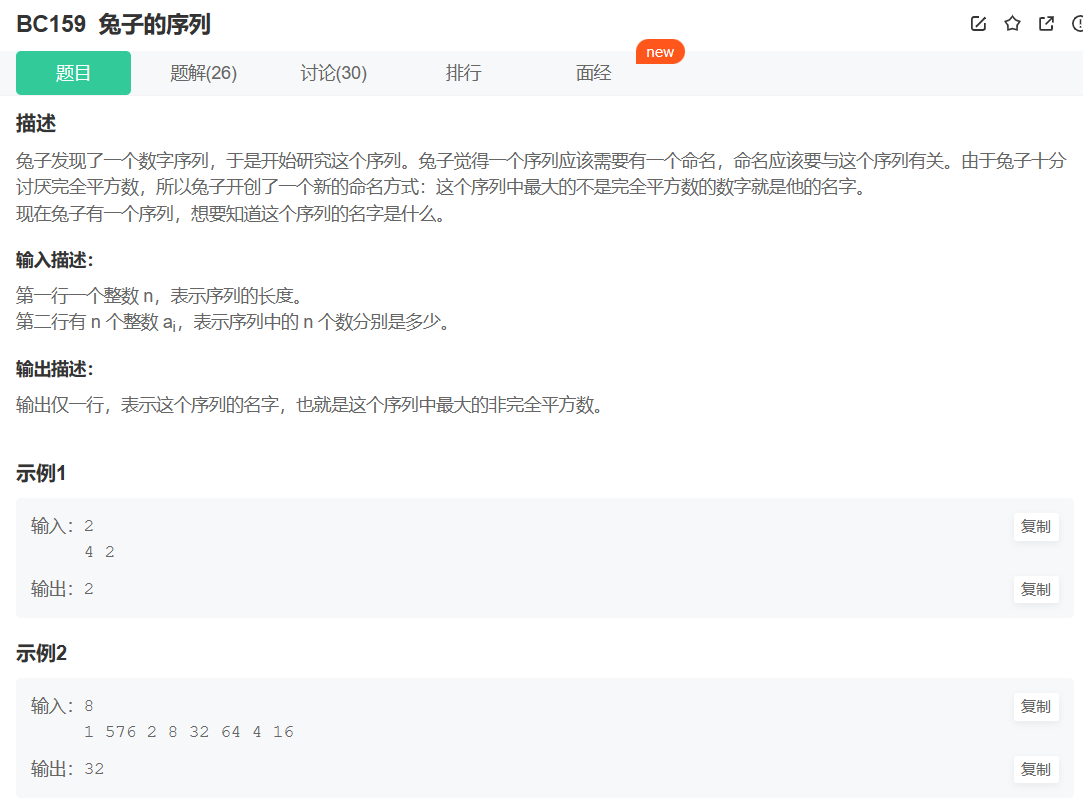 BC159 兔子的序列
new
题目 题解(26) 讨论(30) 排行 面经
描述
兔子发现了一个数字序列，于是开始研究这个序列。兔子觉得一个序列应该需要有一个命名，命名应该要与这个序列有关。由于兔子十分
讨厌完全平方数，所以兔子开创了一个新的命名方式：这个序列中最大的不是完全平方数的数字就是他的名字。
现在兔子有一个序列，想要知道这个序列的名字是什么。
输入描述：
第一行一个整数 n，表示序列的长度。
第二行有 n 个整数 ai，表示序列中的 n 个数分别是多少。
输出描述：
输出仅一行，表示这个序列的名字，也就是这个序列中最大的非完全平方数。
示例1
输入：2 复制
4 2
输出：2 复制
示例2
输入：8 复制
1 576 2 8 32 64 4 16
输出：32 复制